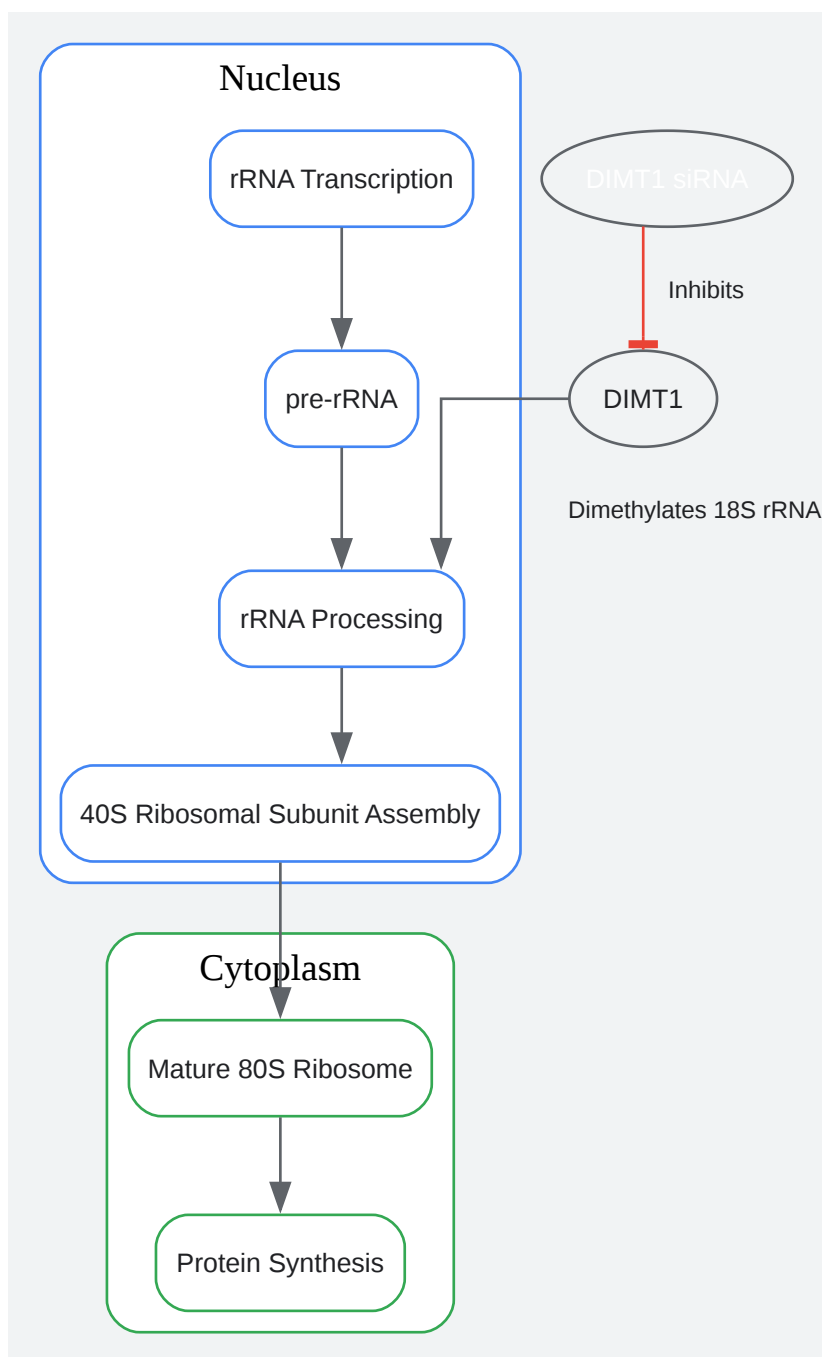 Nucleus
rRNA Transcription
DIMT1 siRNA
Inhibits
pre-rRNA
DIMT1
Dimethylates 18S rRNA
rRNA Processing
40S Ribosomal Subunit Assembly
Cytoplasm
Mature 80S Ribosome
Protein Synthesis